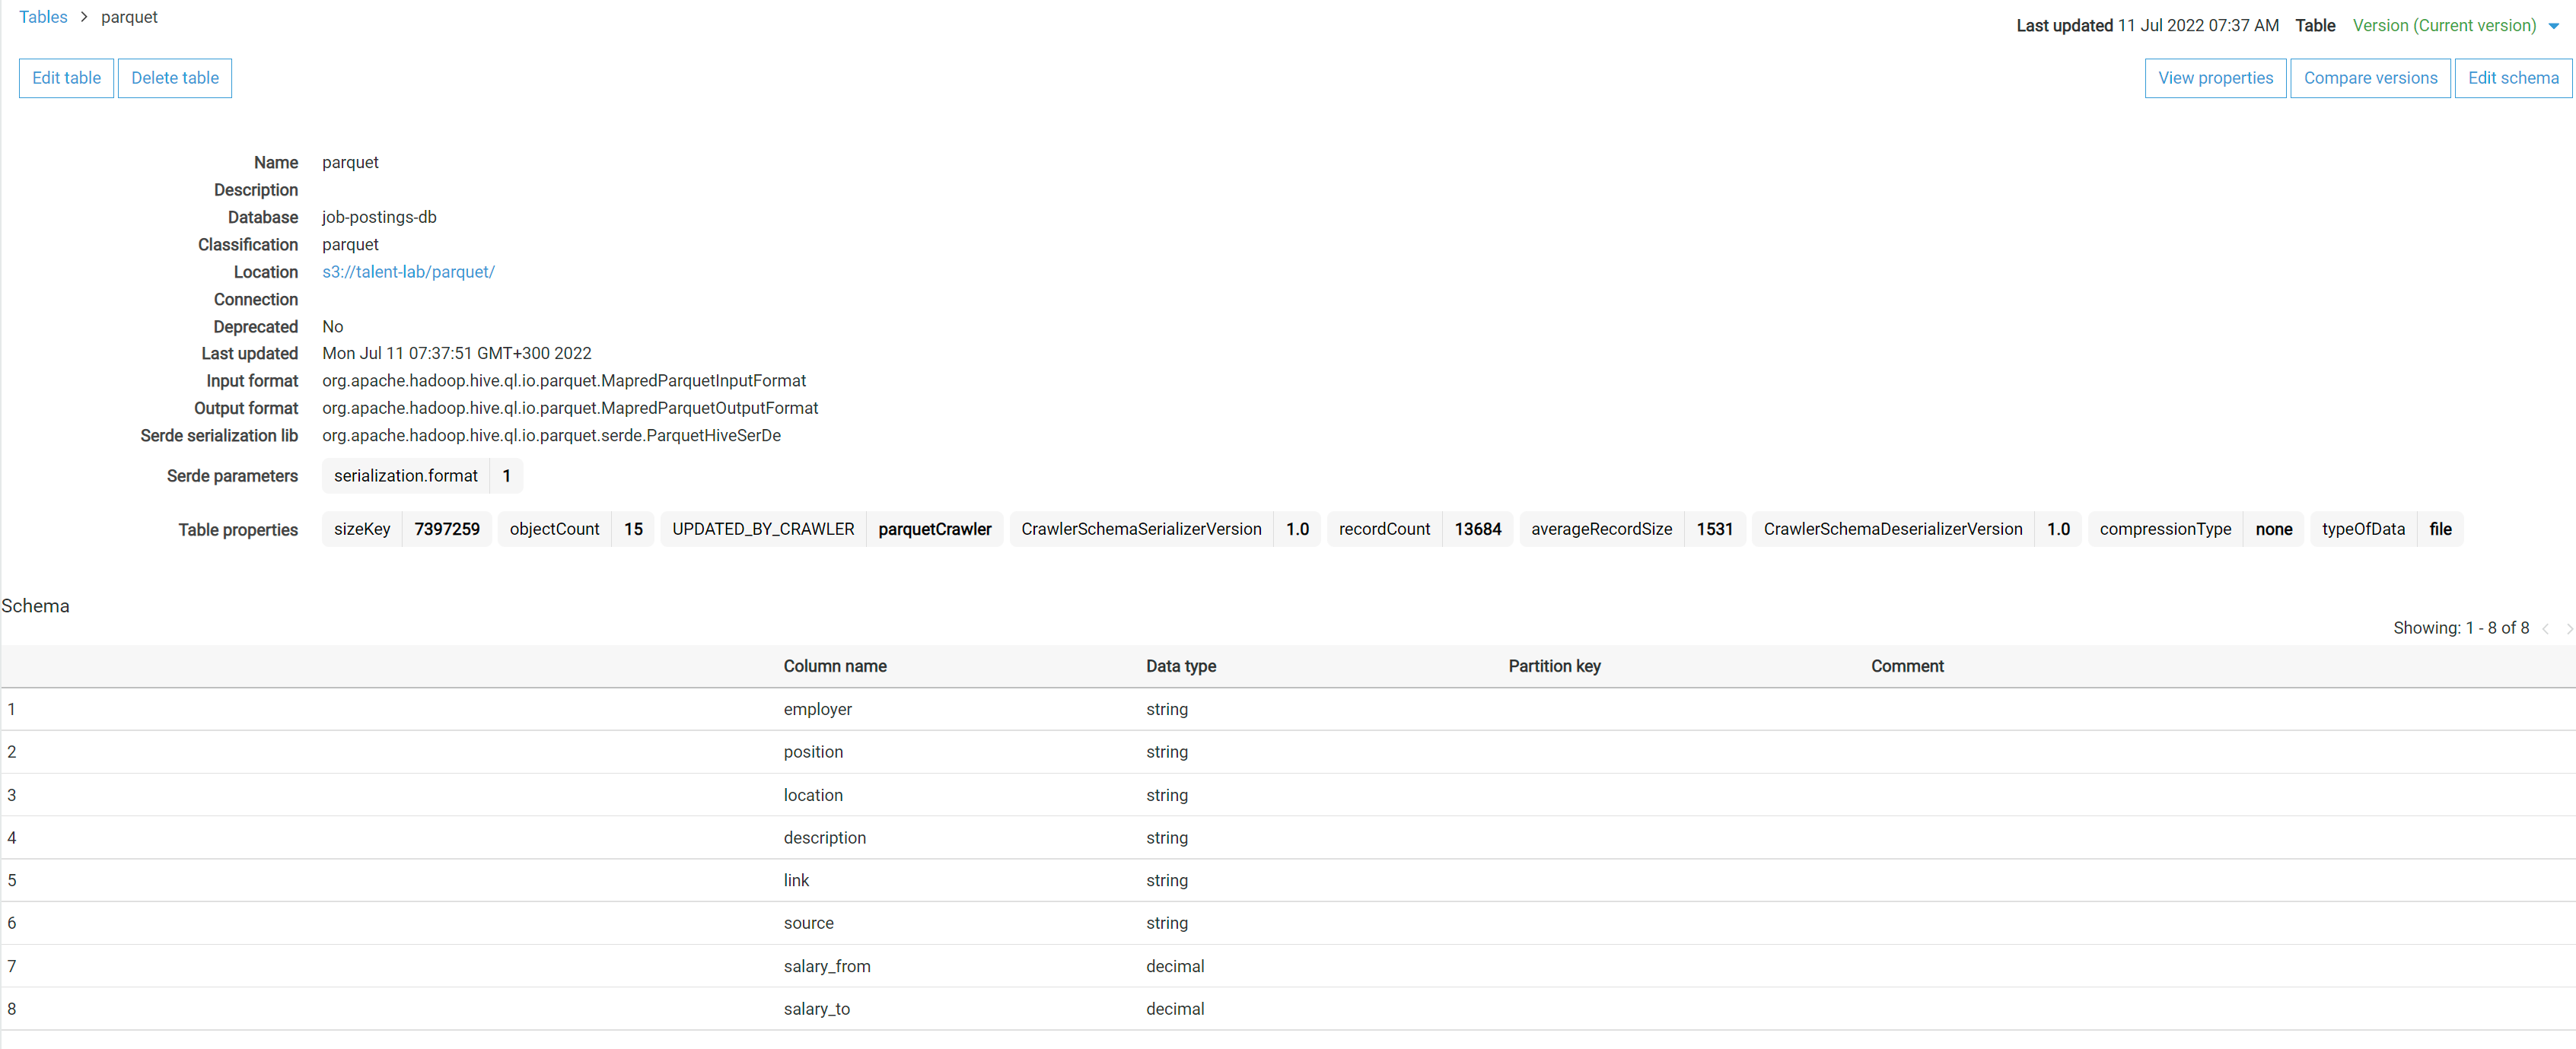 Tables > parquet
Last updated 11 Jul 2022 07:37 AM Table Version (Current version)
Edit table Delete table View properties Compare versions Edit schema
Name parquet
Description
Database job-postings-db
Classification parquet
Location s3://talent-lab/parquet/
Connection
Deprecated No
Last updated Mon Jul 11 07:37:51 GMT+300 2022
Input format org.apache.hadoop.hive.ql.io.parquet.MapredParquetInputFormat
Output format org.apache.hadoop.hive.ql.io.parquet.MapredParquetOutputFormat
Serde serialization lib org.apache.hadoop.hive.ql.io.parquet.serde.ParquetHiveSerDe
Serde parameters serialization.format 1
Table properties sizeKey 7397259 objectCount 15 UPDATED_BY_CRAWLER parquetCrawler CrawlerSchemaSerializerVersion 1.0 recordCount 13684 averageRecordSize 1531 CrawlerSchemaDeserializerVersion 1.0 compressionType none typeOfData file
Schema
Showing: 1 - 8 of 8 < >
Column name Data type Partition key Comment
1 employer string
2 position string
3 location string
4 description string
5 link string
6 source string
7 salary_from decimal
8 salary_to decimal